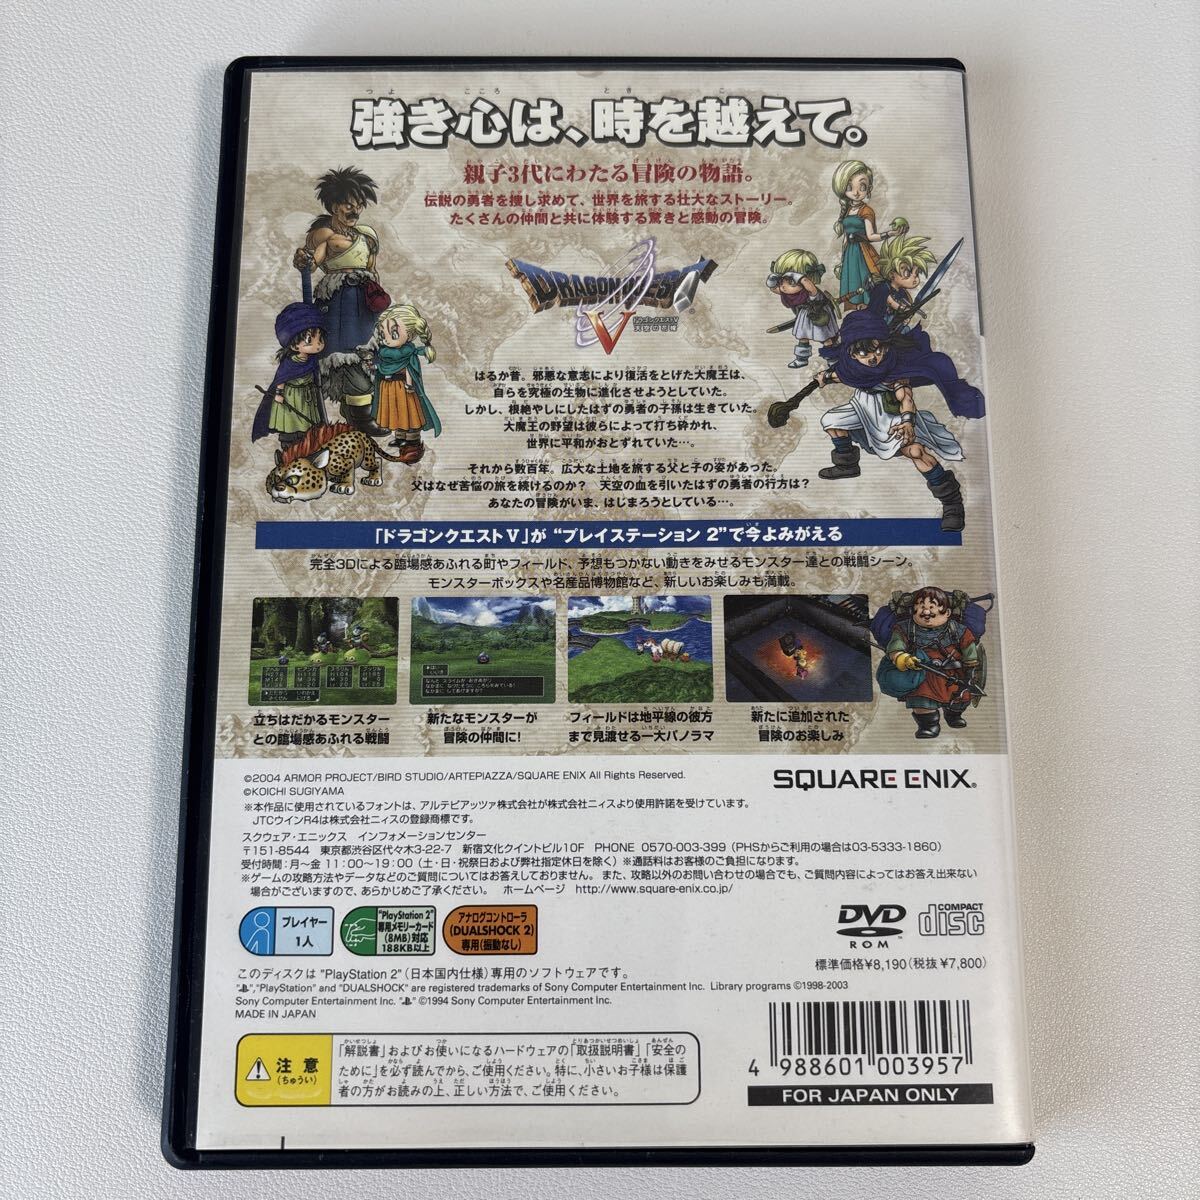 強き心は、時を越えて。
親子3代にわたる冒険の物語。
伝説の勇者を捜し求めて、世界を旅する壮大なストーリー。
たくさんの仲間と共に体験する驚きと感動の冒険。
DRAGON QUEST
V
ドラゴンクエストV
天空の花嫁
はるか昔。邪悪な意志により復活をとげた大魔王は、
自らを究極の生物に進化させようとしていた。
しかし、根絶やしにしたはずの勇者の子孫は生きていた。
大魔王の野望は彼らによって打ち砕かれ、
世界に平和がおとずれていた…。
それから数百年。広大な土地を旅する父と子の姿があった。
父はなぜ苦悩の旅を続けるのか? 天空の血を引いたはずの勇者の行方は?
あなたの冒険がいま、はじまろうとしている…。
「ドラゴンクエストV」が“プレイステーション 2”で今よみがえる
完全3Dによる臨場感あふれる町やフィールド、予想もつかない動きをみせるモンスター達との戦闘シーン。
モンスターボックスや名産品博物館など、新しいお楽しみも満載。
立ちはだかるモンスター
との臨場感あふれる戦闘
新たなモンスターが
冒険の仲間に!
フィールドは地平線の彼方
まで見渡せる一大パノラマ
新たに追加された
冒険のお楽しみ
©2004 ARMOR PROJECT/BIRD STUDIO/ARTEPIAZZA/SQUARE ENIX All Rights Reserved.
©KOICHI SUGIYAMA
SQUARE ENIX®
※本作品に使用されているフォントは、アルテピアッツァ株式会社が株式会社ニィスより使用許諾を受けています。
JTCウインR4は株式会社ニィスの登録商標です。
スクウェア・エニックス インフォメーションセンター
〒151-8544 東京都渋谷区代々木3-22-7 新宿文化クイントビル10F PHONE 0570-003-399 (PHSからご利用の場合は03-5333-1860)
受付時間:月〜金 11:00〜19:00 (土・日・祝祭日および弊社指定休日を除く) ※通話料はお客様のご負担になります。
※ゲームの攻略方法やデータなどのご質問についてはお答えしておりません。また、攻略以外のお問い合わせの場合でも、ご質問内容によってはお答え出来ない
場合がございますので、あらかじめご了承ください。 ホームページ http://www.square-enix.co.jp/
プレイヤー
1人
"PlayStation 2"
専用メモリーカード
(8MB)対応
188KB以上
アナログコントローラ
(DUALSHOCK 2)
専用(振動なし)
DVD
ROM
COMPACT
disc
標準価格¥8,190(税抜¥7,800)
このディスクは "PlayStation 2" (日本国内仕様) 専用のソフトウェアです。
"PS", "PlayStation" and "DUALSHOCK" are registered trademarks of Sony Computer Entertainment Inc. Library programs ©1998-2003
Sony Computer Entertainment Inc. "PS" ©1994 Sony Computer Entertainment Inc.
MADE IN JAPAN
注意
(ちゅうい)
「解説書」およびお使いになるハードウェアの「取扱説明書」「安全の
ために」を必ず読んでから、ご使用ください。特に、小さいお子様は保護
者の方がお読みの上、正しい方法で、ご使用ください。
4 988601 003957
FOR JAPAN ONLY